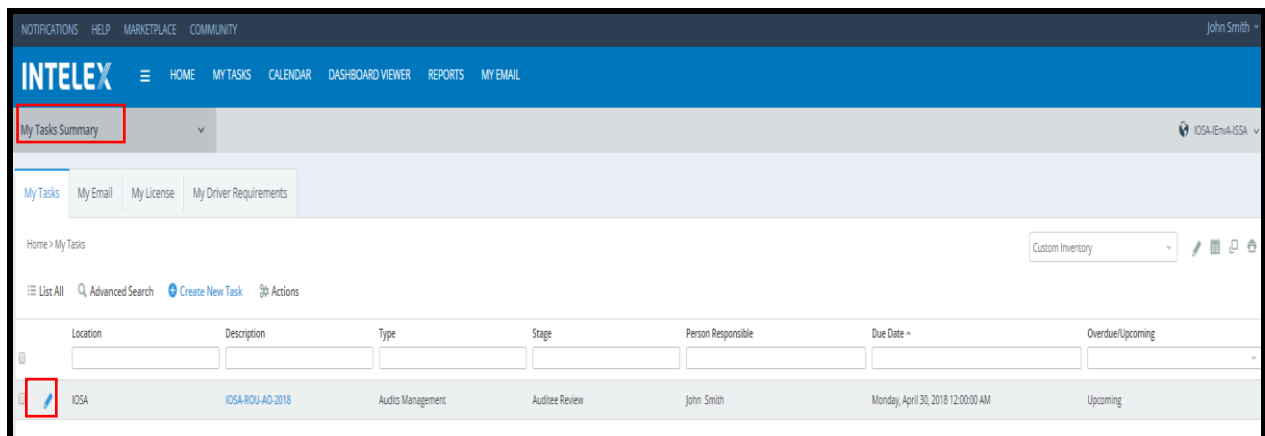 NOTIFICATIONS HELP MARKETPLACE COMMUNITY John Smith
INTELEX HOME MY TASKS CALENDAR DASHBOARD VIEWER REPORTS MY EMAIL
My Tasks Summary IOSA-IEnvA-ISSA
My Tasks My Email My License My Driver Requirements
Home > My Tasks Custom Inventory
List All Advanced Search Create New Task Actions
Location Description Type Stage Person Responsible Due Date Overdue/Upcoming
IOSA IOSA-ROU-AO-2018 Audits Management Auditee Review John Smith Monday, April 30, 2018 12:00:00 AM Upcoming